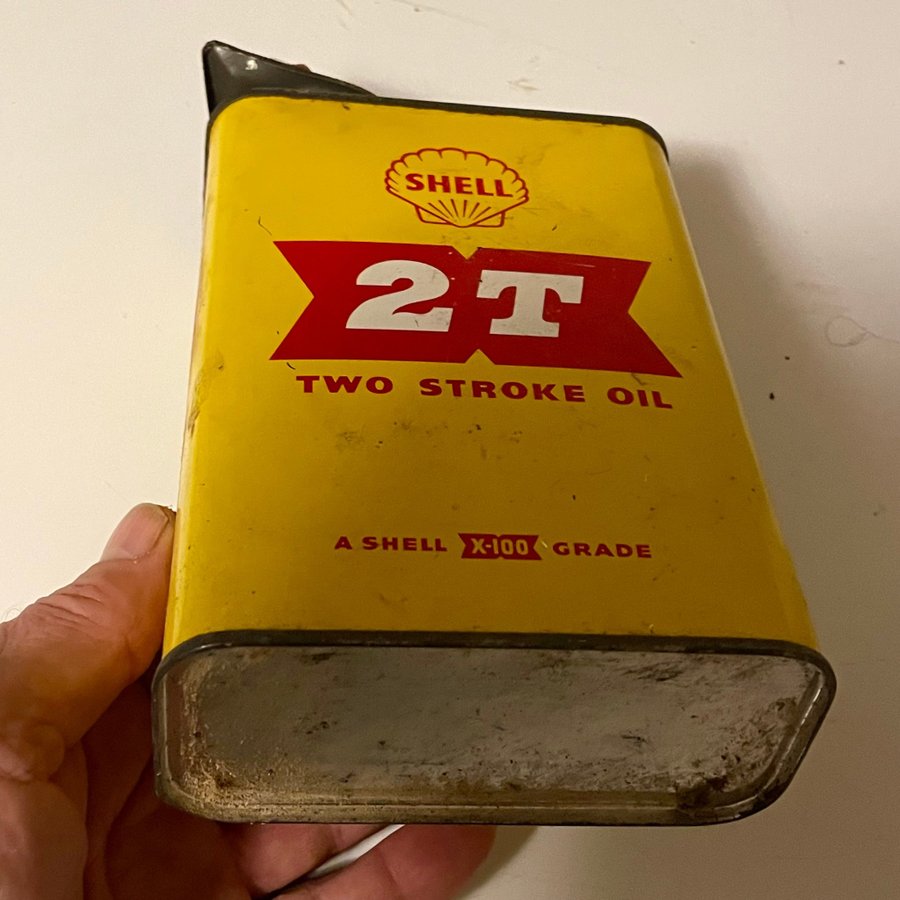 SHELL
2T
TWO STROKE OIL
A SHELL X-100 GRADE